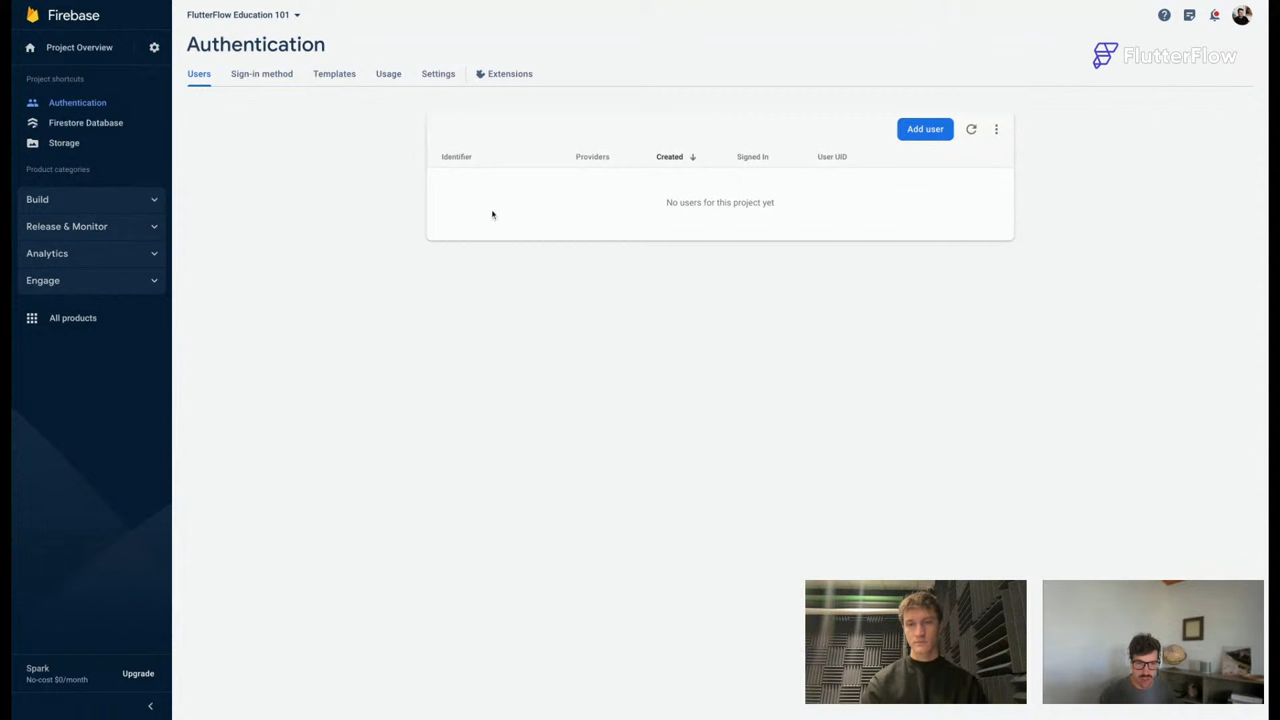 Firebase
FlutterFlow Education 101
Project Overview
Authentication
FlutterFlow
Users
Sign-in method
Templates
Usage
Settings
Extensions
Project shortcuts
Authentication
Firestore Database
Storage
Product categories
Build
Release & Monitor
Analytics
Engage
All products
Add user
Identifier
Providers
Created
Signed In
User UID
No users for this project yet
Spark
No-cost $0/month
Upgrade